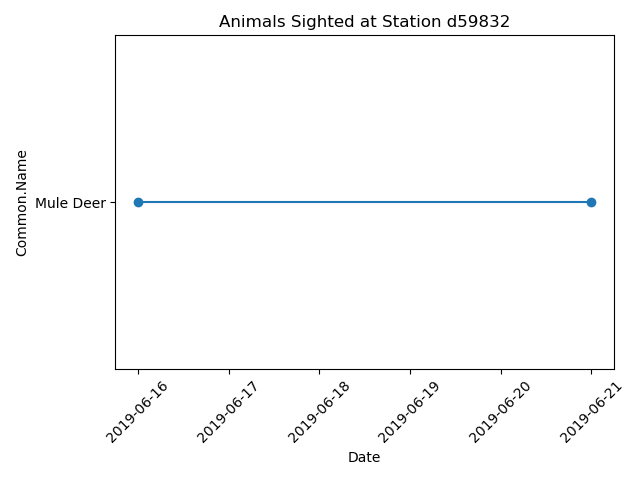 Animals Sighted at Station d59832
Common.Name
Mule Deer
2019-06-16
2019-06-17
2019-06-18
2019-06-19
2019-06-20
2019-06-21
Date